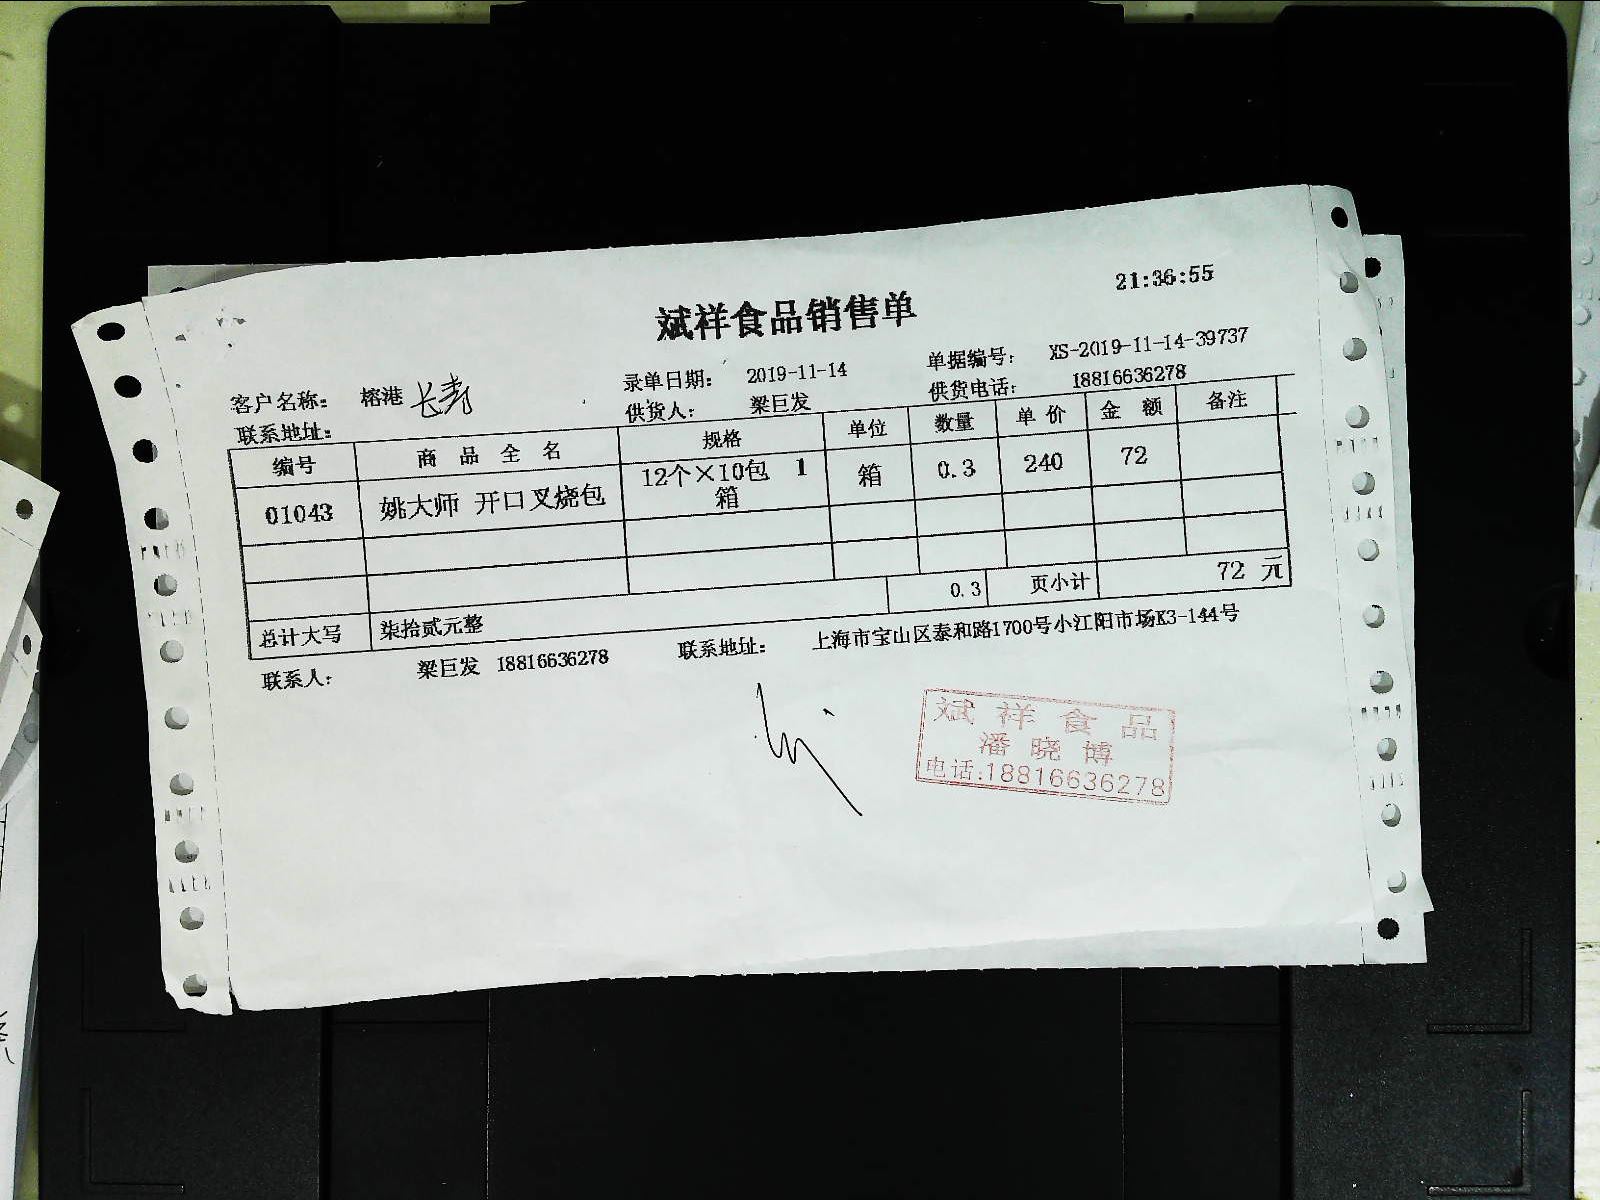 21:36:55
斌祥食品销售单
客户名称: 榕港 长寿 录单日期: 2019-11-14 单据编号: XS-2019-11-14-39737
联系地址: 供货人: 梁巨发 供货电话: 18816636278
编号 商品全名 规格 单位 数量 单价 金额 备注
01043 姚大师 开口叉烧包 12个×10包 1箱 箱 0.3 240 72
0.3 页小计 72 元
总计大写 柒拾贰元整
联系人: 梁巨发 18816636278 联系地址: 上海市宝山区泰和路1700号小江阳市场K3-144号
斌祥食品
潘晓博
电话:18816636278